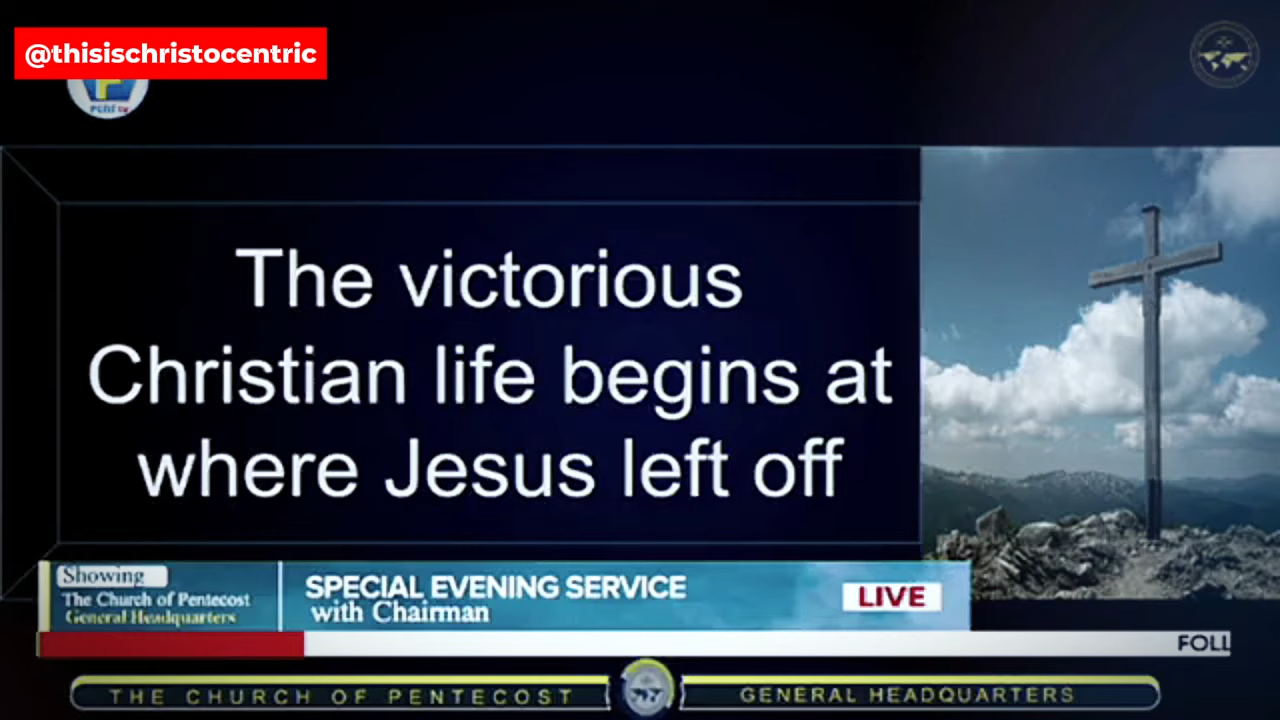 @thisischristocentric
The victorious
Christian life begins at
where Jesus left off
Showing
The Church of Pentecost
General Headquarters
SPECIAL EVENING SERVICE
with Chairman
LIVE
FOLL
THE CHURCH OF PENTECOST
GENERAL HEADQUARTERS